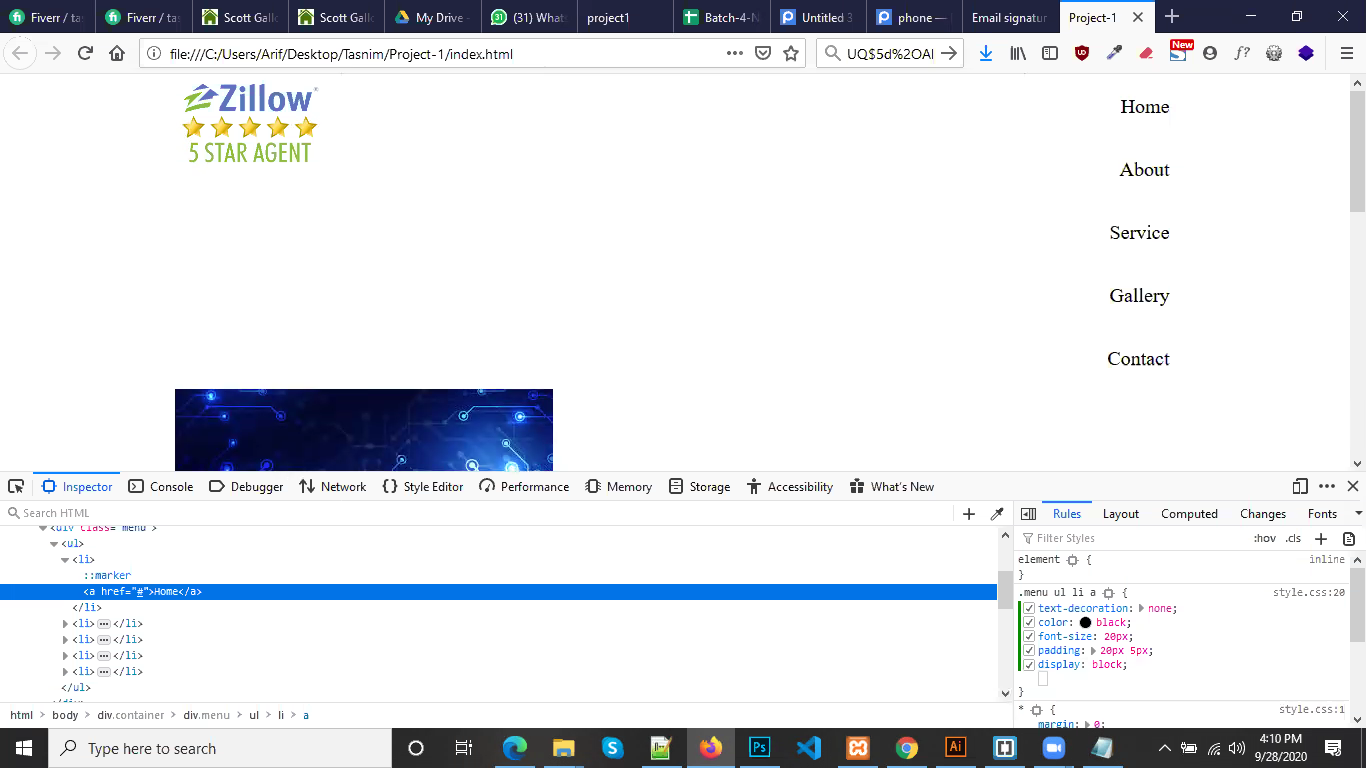 Fiverr / ta
Fiverr / ta
Scott Gallo
Scott Gallo
My Drive -
(31) What
project1
Batch-4-N
Untitled 3
phone —
Email signatur
Project-1
file:///C:/Users/Arif/Desktop/Tasnim/Project-1/index.html
UQ$5d%2OAI
New
f?
Zillow
5 STAR AGENT
Home
About
Service
Gallery
Contact
Inspector
Console
Debugger
Network
Style Editor
Performance
Memory
Storage
Accessibility
What's New
Search HTML
Rules
Layout
Computed
Changes
Fonts
Filter Styles
:hov .cls
<div class="menu">
<ul>
<li>
::marker
<a href="#">Home</a>
</li>
<li> ••• </li>
<li> ••• </li>
<li> ••• </li>
<li> ••• </li>
</ul>
</div>
element { inline
}
.menu ul li a { style.css:20
text-decoration: none;
color: black;
font-size: 20px;
padding: 20px 5px;
display: block;
}
* { style.css:1
margin: 0;
html > body > div.container > div.menu > ul > li > a
Type here to search
4:10 PM
9/28/2020